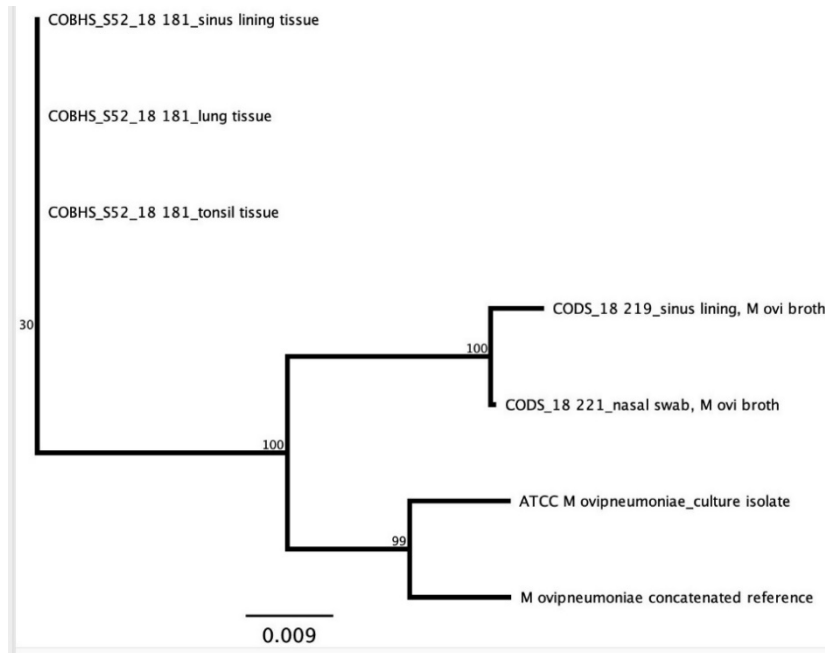 COBHS_S52_18 181_sinus lining tissue
COBHS_S52_18 181_lung tissue
COBHS_S52_18 181_tonsil tissue
CODS_18 219_sinus lining, M ovi broth
30
100
CODS_18 221_nasal swab, M ovi broth
100
ATCC M ovipneumoniae_culture isolate
99
M ovipneumoniae concatenated reference
0.009